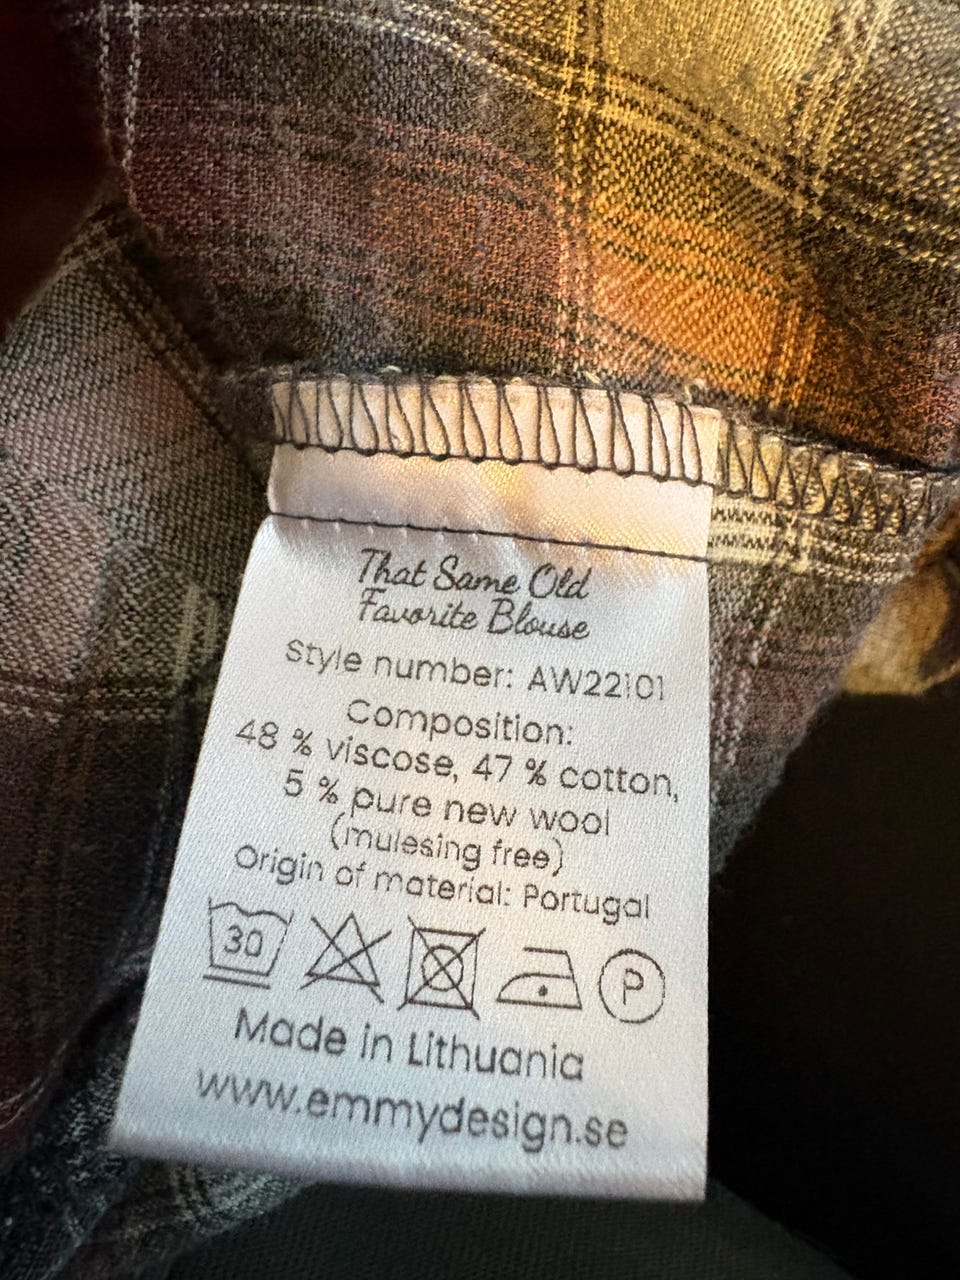 That Same Old
Favorite Blouse
Style number: AW22101
Composition:
48 % viscose, 47 % cotton,
5 % pure new wool
(mulesing free)
Origin of material: Portugal
30
P
Made in Lithuania
www.emmydesign.se